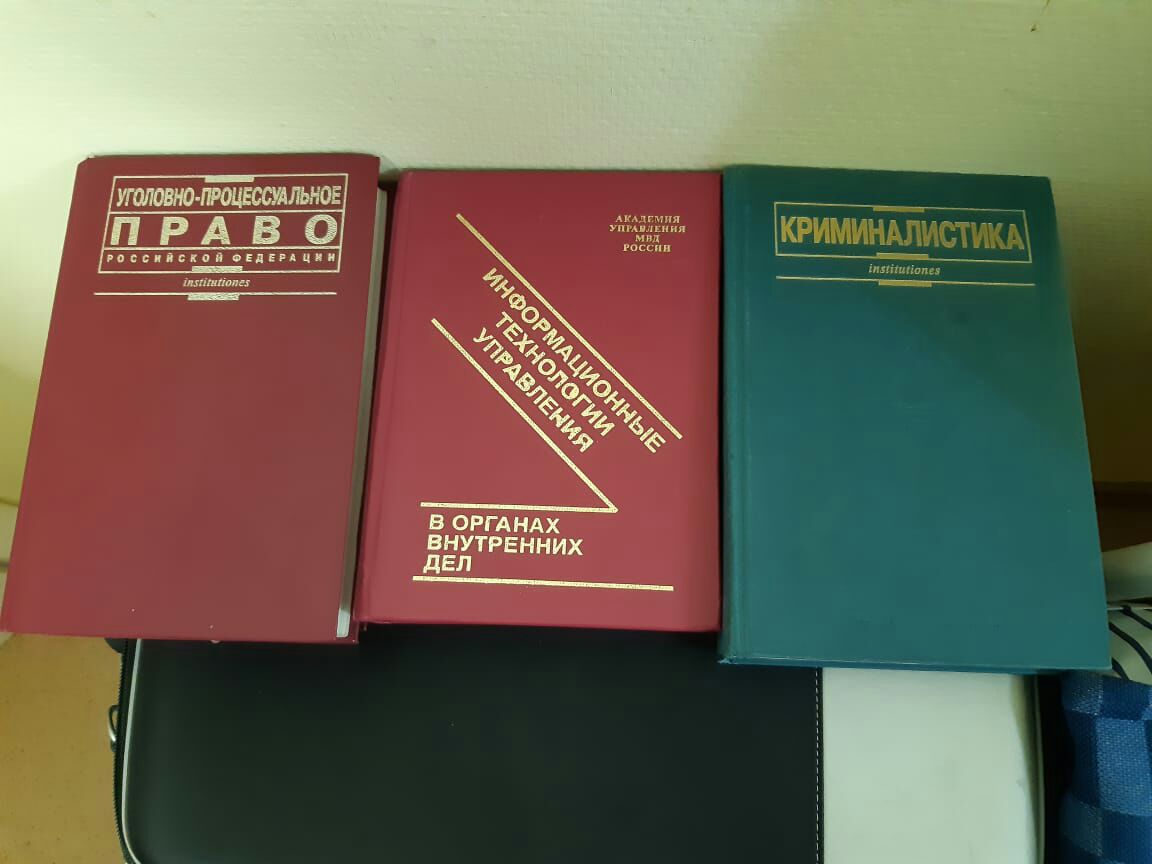 УГОЛОВНО-ПРОЦЕССУАЛЬНОЕ
ПРАВО
РОССИЙСКОЙ ФЕДЕРАЦИИ
institutiones
АКАДЕМИЯ
УПРАВЛЕНИЯ
МВД
РОССИИ
ИНФОРМАЦИОННЫЕ
ТЕХНОЛОГИИ
УПРАВЛЕНИЯ
В ОРГАНАХ
ВНУТРЕННИХ
ДЕЛ
КРИМИНАЛИСТИКА
institutiones